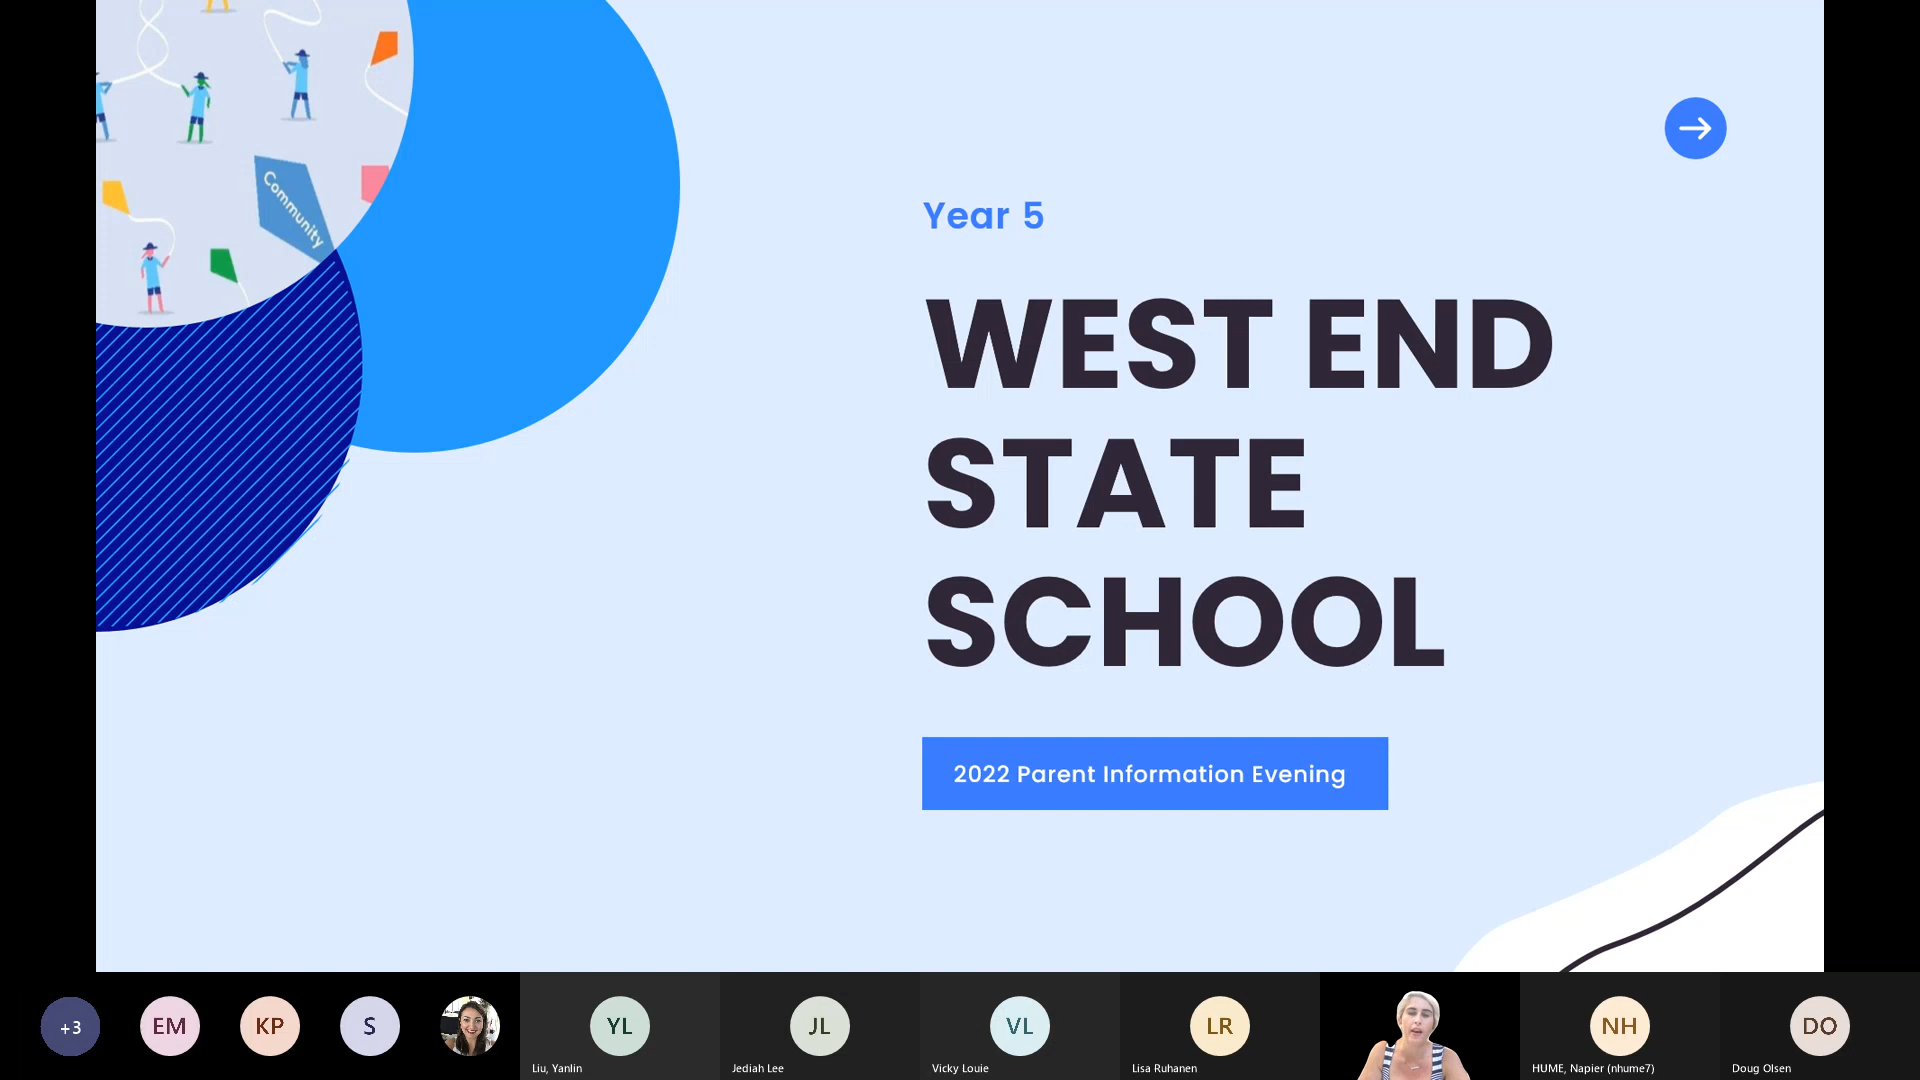 Community
Year 5
WEST END
STATE
SCHOOL
2022 Parent Information Evening
+3
EM
KP
S
YL
JL
VL
LR
NH
DO
Liu, Yanlin
Jediah Lee
Vicky Louie
Lisa Ruhanen
HUME, Napier (nhume7)
Doug Olsen